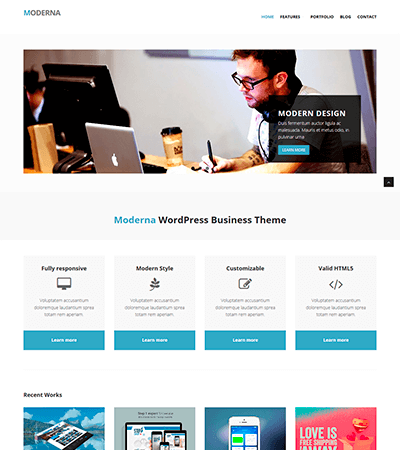 MODERNA
HOME FEATURES PORTFOLIO BLOG CONTACT
MODERN DESIGN
Duis fermentum auctor ligula ac
malesuada. Mauris et metus odio, in
pulvinar urna
LEARN MORE
Moderna WordPress Business Theme
Fully responsive
Voluptatem accusantium
doloremque laudantium sprea
totam rem aperiam.
Learn more
Modern Style
Voluptatem accusantium
doloremque laudantium sprea
totam rem aperiam.
Learn more
Customizable
Voluptatem accusantium
doloremque laudantium sprea
totam rem aperiam.
Learn more
Valid HTML5
Voluptatem accusantium
doloremque laudantium sprea
totam rem aperiam.
Learn more
Recent Works
LOVE IS
FREE SHIPPING
AWAY